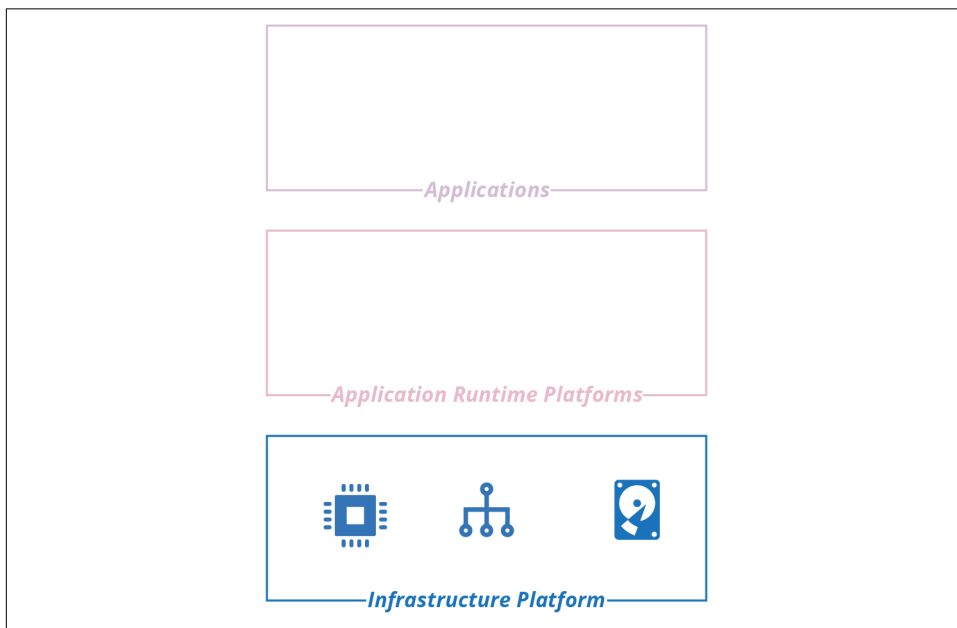 Applications
Application Runtime Platforms
Infrastructure Platform